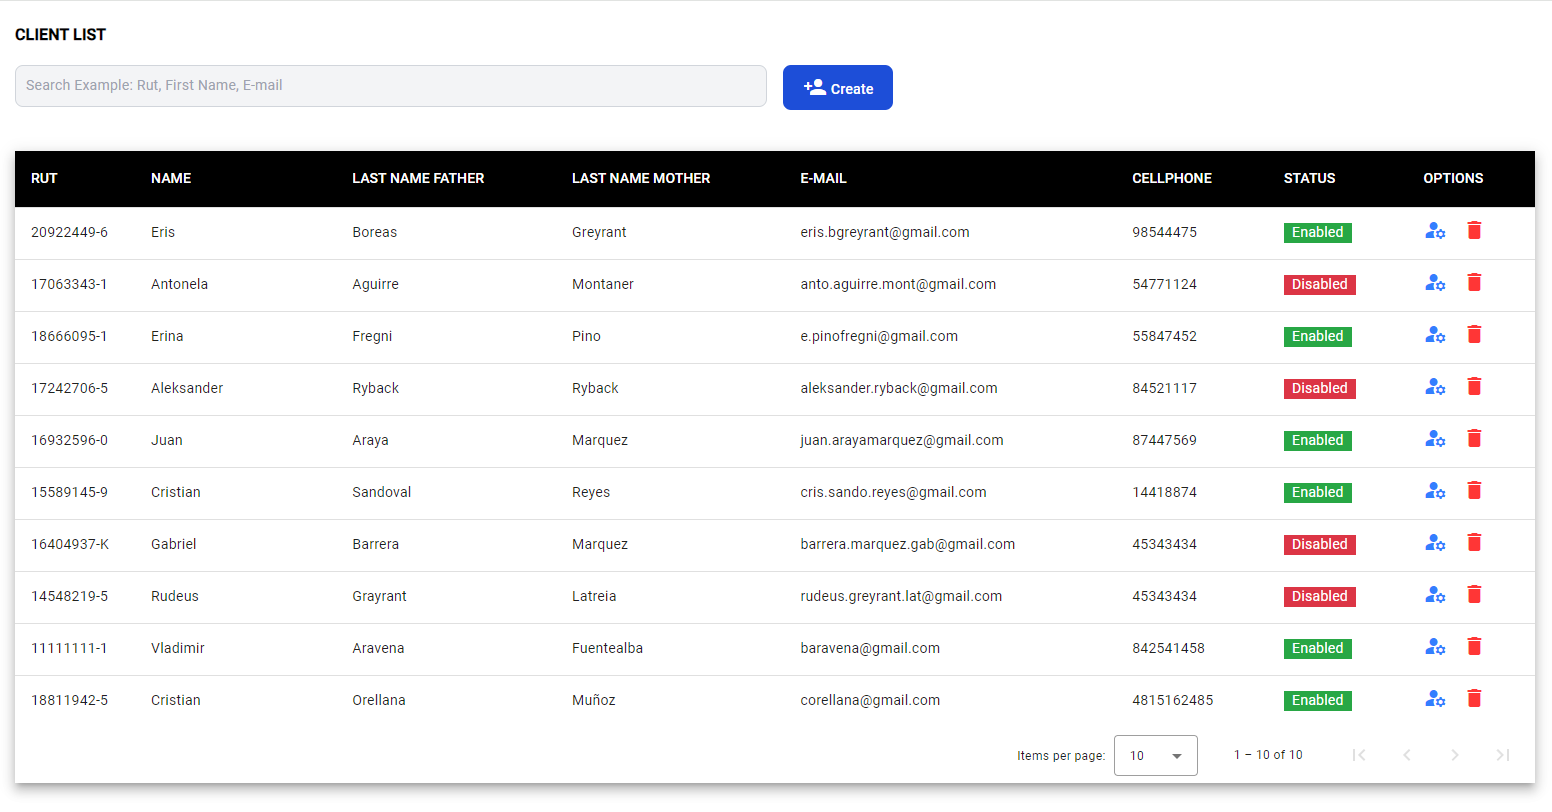 CLIENT LIST
Search Example: Rut, First Name, E-mail
Create
RUT NAME LAST NAME FATHER LAST NAME MOTHER E-MAIL CELLPHONE STATUS OPTIONS
20922449-6 Eris Boreas Greyrant eris.bgreyrant@gmail.com 98544475 Enabled
17063343-1 Antonela Aguirre Montaner anto.aguirre.mont@gmail.com 54771124 Disabled
18666095-1 Erina Fregni Pino e.pinofregni@gmail.com 55847452 Enabled
17242706-5 Aleksander Ryback Ryback aleksander.ryback@gmail.com 84521117 Disabled
16932596-0 Juan Araya Marquez juan.arayamarquez@gmail.com 87447569 Enabled
15589145-9 Cristian Sandoval Reyes cris.sando.reyes@gmail.com 14418874 Enabled
16404937-K Gabriel Barrera Marquez barrera.marquez.gab@gmail.com 45343434 Disabled
14548219-5 Rudeus Grayrant Latreia rudeus.greyrant.lat@gmail.com 45343434 Disabled
11111111-1 Vladimir Aravena Fuentealba baravena@gmail.com 842541458 Enabled
18811942-5 Cristian Orellana Muñoz corellana@gmail.com 4815162485 Enabled
Items per page: 10 1 – 10 of 10